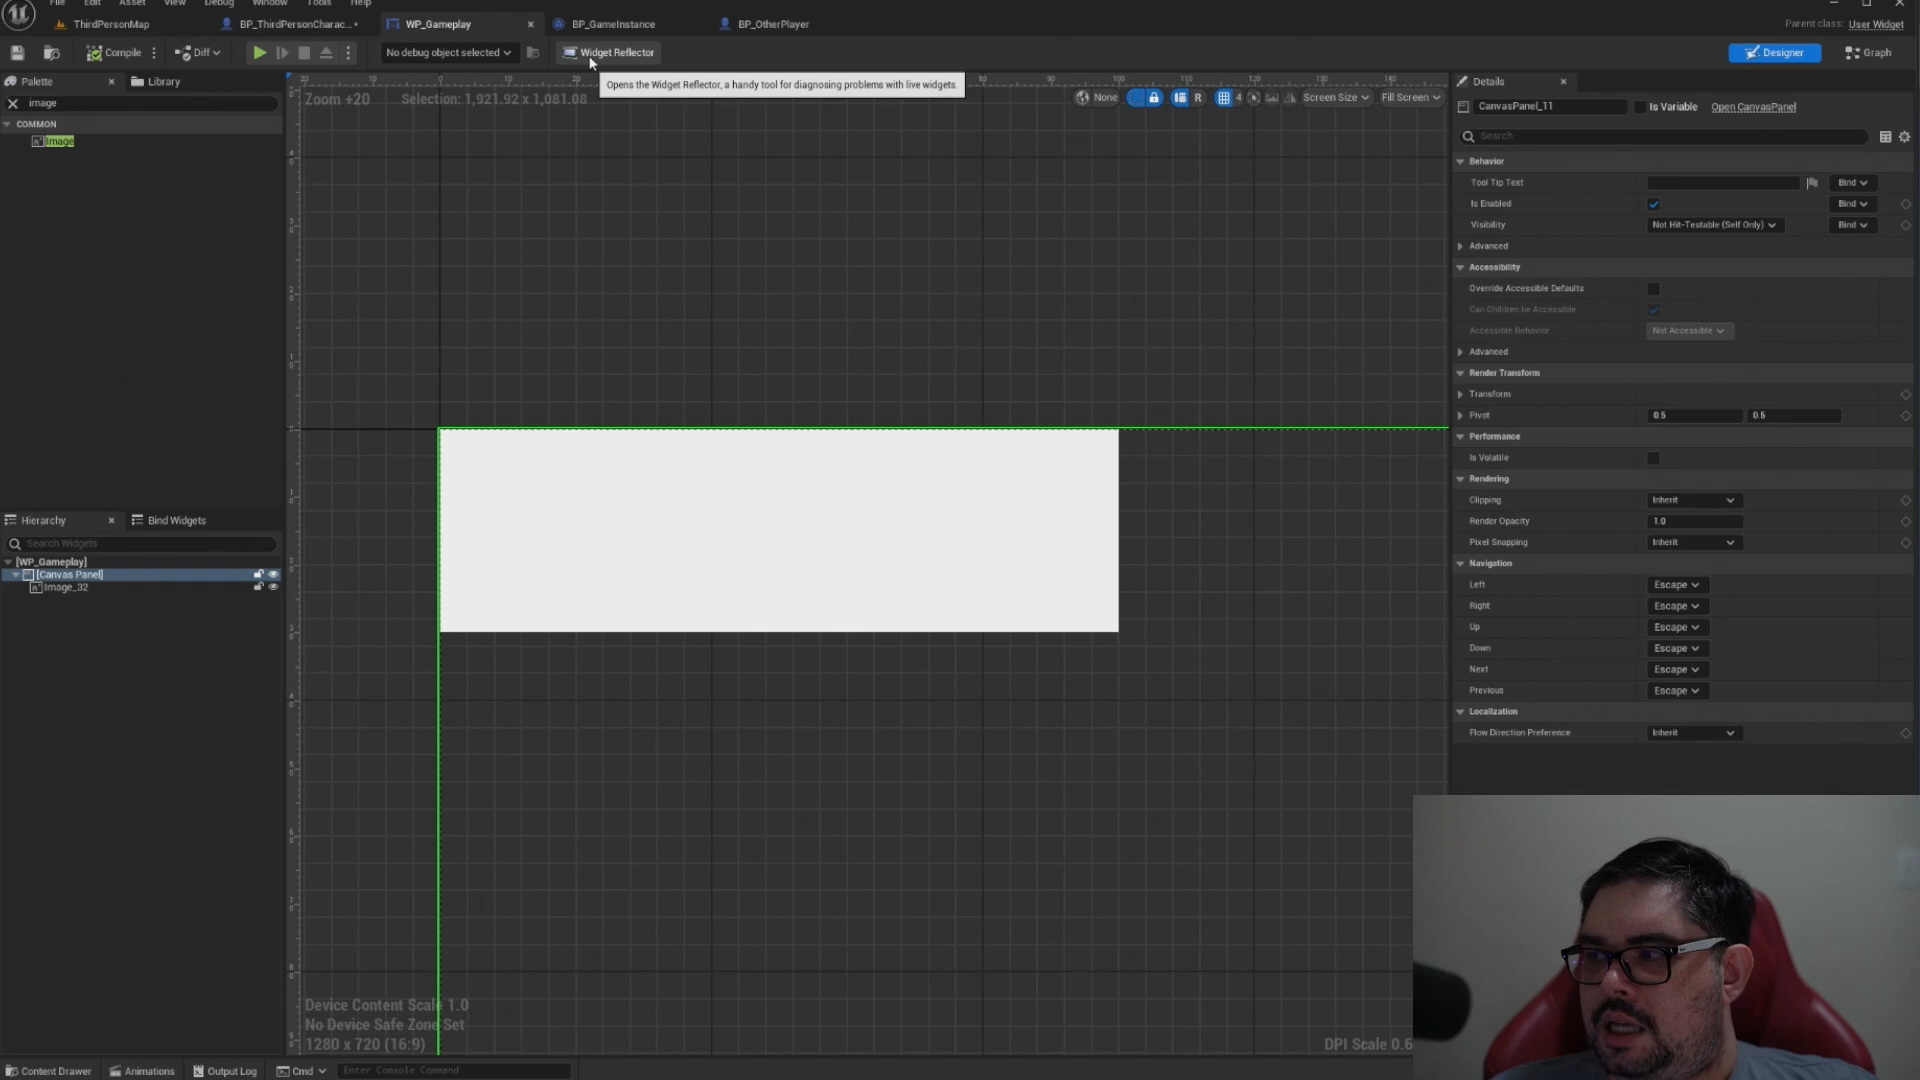 File Edit Asset View Debug Window Tools Help
ThirdPersonMap BP_ThirdPersonCharac... • WP_Gameplay BP_GameInstance BP_OtherPlayer
Parent class: User Widget
Compile Diff No debug object selected Widget Reflector Designer Graph
Opens the Widget Reflector, a handy tool for diagnosing problems with live widgets.
Palette Library
image
COMMON
Image
Zoom +20 Selection: 1,921.92 x 1,081.08
None R 4 Screen Size Fill Screen
Hierarchy Bind Widgets
Search Widgets
[WP_Gameplay]
[Canvas Panel]
Image_32
Device Content Scale 1.0
No Device Safe Zone Set
1280 x 720 (16:9)
DPI Scale 0.6
Details
CanvasPanel_11 Is Variable Open CanvasPanel
Search
Behavior
Tool Tip Text Bind
Is Enabled Bind
Visibility Not Hit-Testable (Self Only) Bind
Advanced
Accessibility
Override Accessible Defaults
Can Children be Accessible
Accessible Behavior Not Accessible
Advanced
Render Transform
Transform
Pivot 0.5 0.5
Performance
Is Volatile
Rendering
Clipping Inherit
Render Opacity 1.0
Pixel Snapping Inherit
Navigation
Left Escape
Right Escape
Up Escape
Down Escape
Next Escape
Previous Escape
Localization
Flow Direction Preference Inherit
Content Drawer Animations Output Log Cmd Enter Console Command